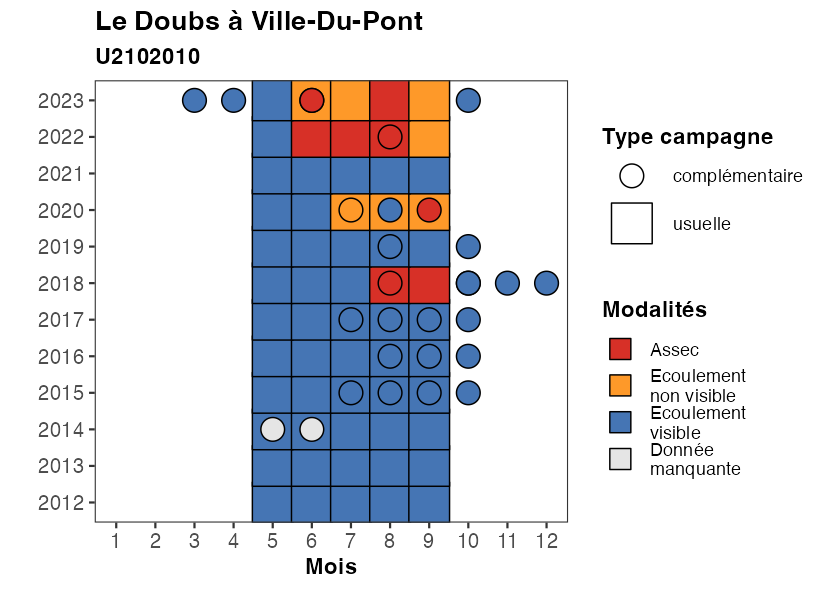 Le Doubs à Ville-Du-Pont
U2102010
2023
2022
2021
2020
2019
2018
2017
2016
2015
2014
2013
2012
1 2 3 4 5 6 7 8 9 10 11 12
Mois
Type campagne
complémentaire
usuelle
Modalités
Assec
Ecoulement
non visible
Ecoulement
visible
Donnée
manquante